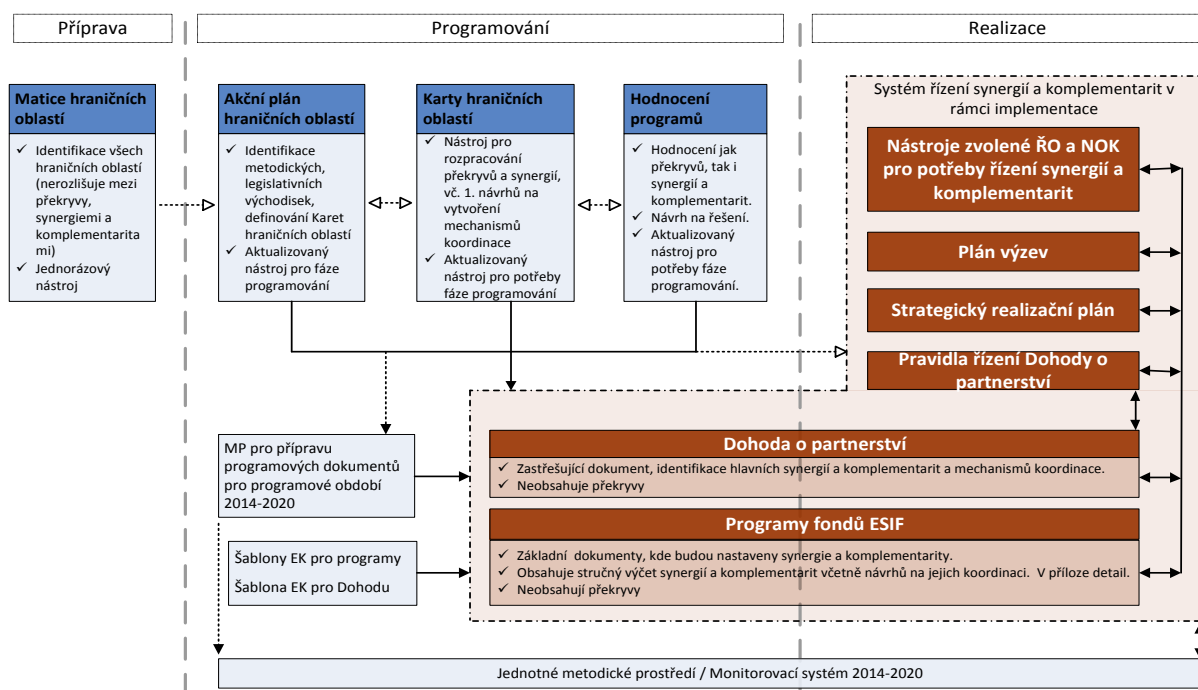 Příprava
Programování
Realizace
Matice hraničních
oblastí
✓ Identifikace všech
hraničních oblastí
(nerozlišuje mezi
překryvy,
synergiemi a
komplementarita
mi)
✓ Jednorázový
nástroj
Akční plán
hraničních oblastí
✓ Identifikace
metodických,
legislativních
východisek,
definování Karet
hraničních oblastí
✓ Aktualizovaný
nástroj pro fáze
programování
Karty hraničních
oblastí
✓ Nástroj pro
rozpracování
překryvů a synergií,
vč. 1. návrhů na
vytvoření
mechanismů
koordinace
✓ Aktualizovaný
nástroj pro potřeby
fáze programování
Hodnocení
programů
✓ Hodnocení jak
překryvů, tak i
synergií a
komplementarit.
✓ Návrh na řešení.
✓ Aktualizovaný
nástroj pro
potřeby fáze
programování.
Systém řízení synergií a komplementarit v
rámci implementace
Nástroje zvolené ŘO a NOK
pro potřeby řízení synergií a
komplementarit
Plán výzev
Strategický realizační plán
Pravidla řízení Dohody o
partnerství
MP pro přípravu
programových dokumentů
pro programové období
2014-2020
Šablony EK pro programy
Šablona EK pro Dohodu
Dohoda o partnerství
✓ Zastřešující dokument, identifikace hlavních synergií a komplementarit a mechanismů koordinace.
✓ Neobsahuje překryvy
Programy fondů ESIF
✓ Základní dokumenty, kde budou nastaveny synergie a komplementarity.
✓ Obsahuje stručný výčet synergií a komplementarit včetně návrhů na jejich koordinaci. V příloze detail.
✓ Neobsahují překryvy
Jednotné metodické prostředí / Monitorovací systém 2014-2020